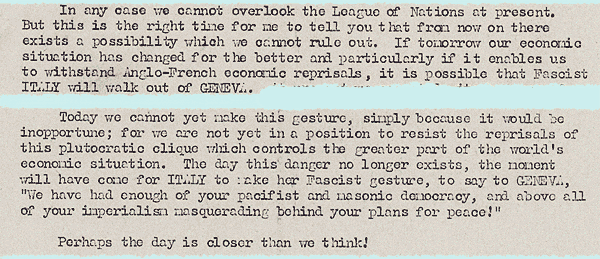 In any case we cannot overlook the League of Nations at present.
But this is the right time for me to tell you that from now on there
exists a possibility which we cannot rule out. If tomorrow our economic
situation has changed for the better and particularly if it enables us
to withstand Anglo-French economic reprisals, it is possible that Fascist
ITALY will walk out of GENEVA.
Today we cannot yet make this gesture, simply because it would be
inopportune; for we are not yet in a position to resist the reprisals of
this plutocratic clique which controls the greater part of the world's
economic situation. The day this danger no longer exists, the moment
will have come for ITALY to make her Fascist gesture, to say to GENEVA,
"We have had enough of your pacifist and masonic democracy, and above all
of your imperialism masquerading behind your plans for peace!"
Perhaps the day is closer than we think!